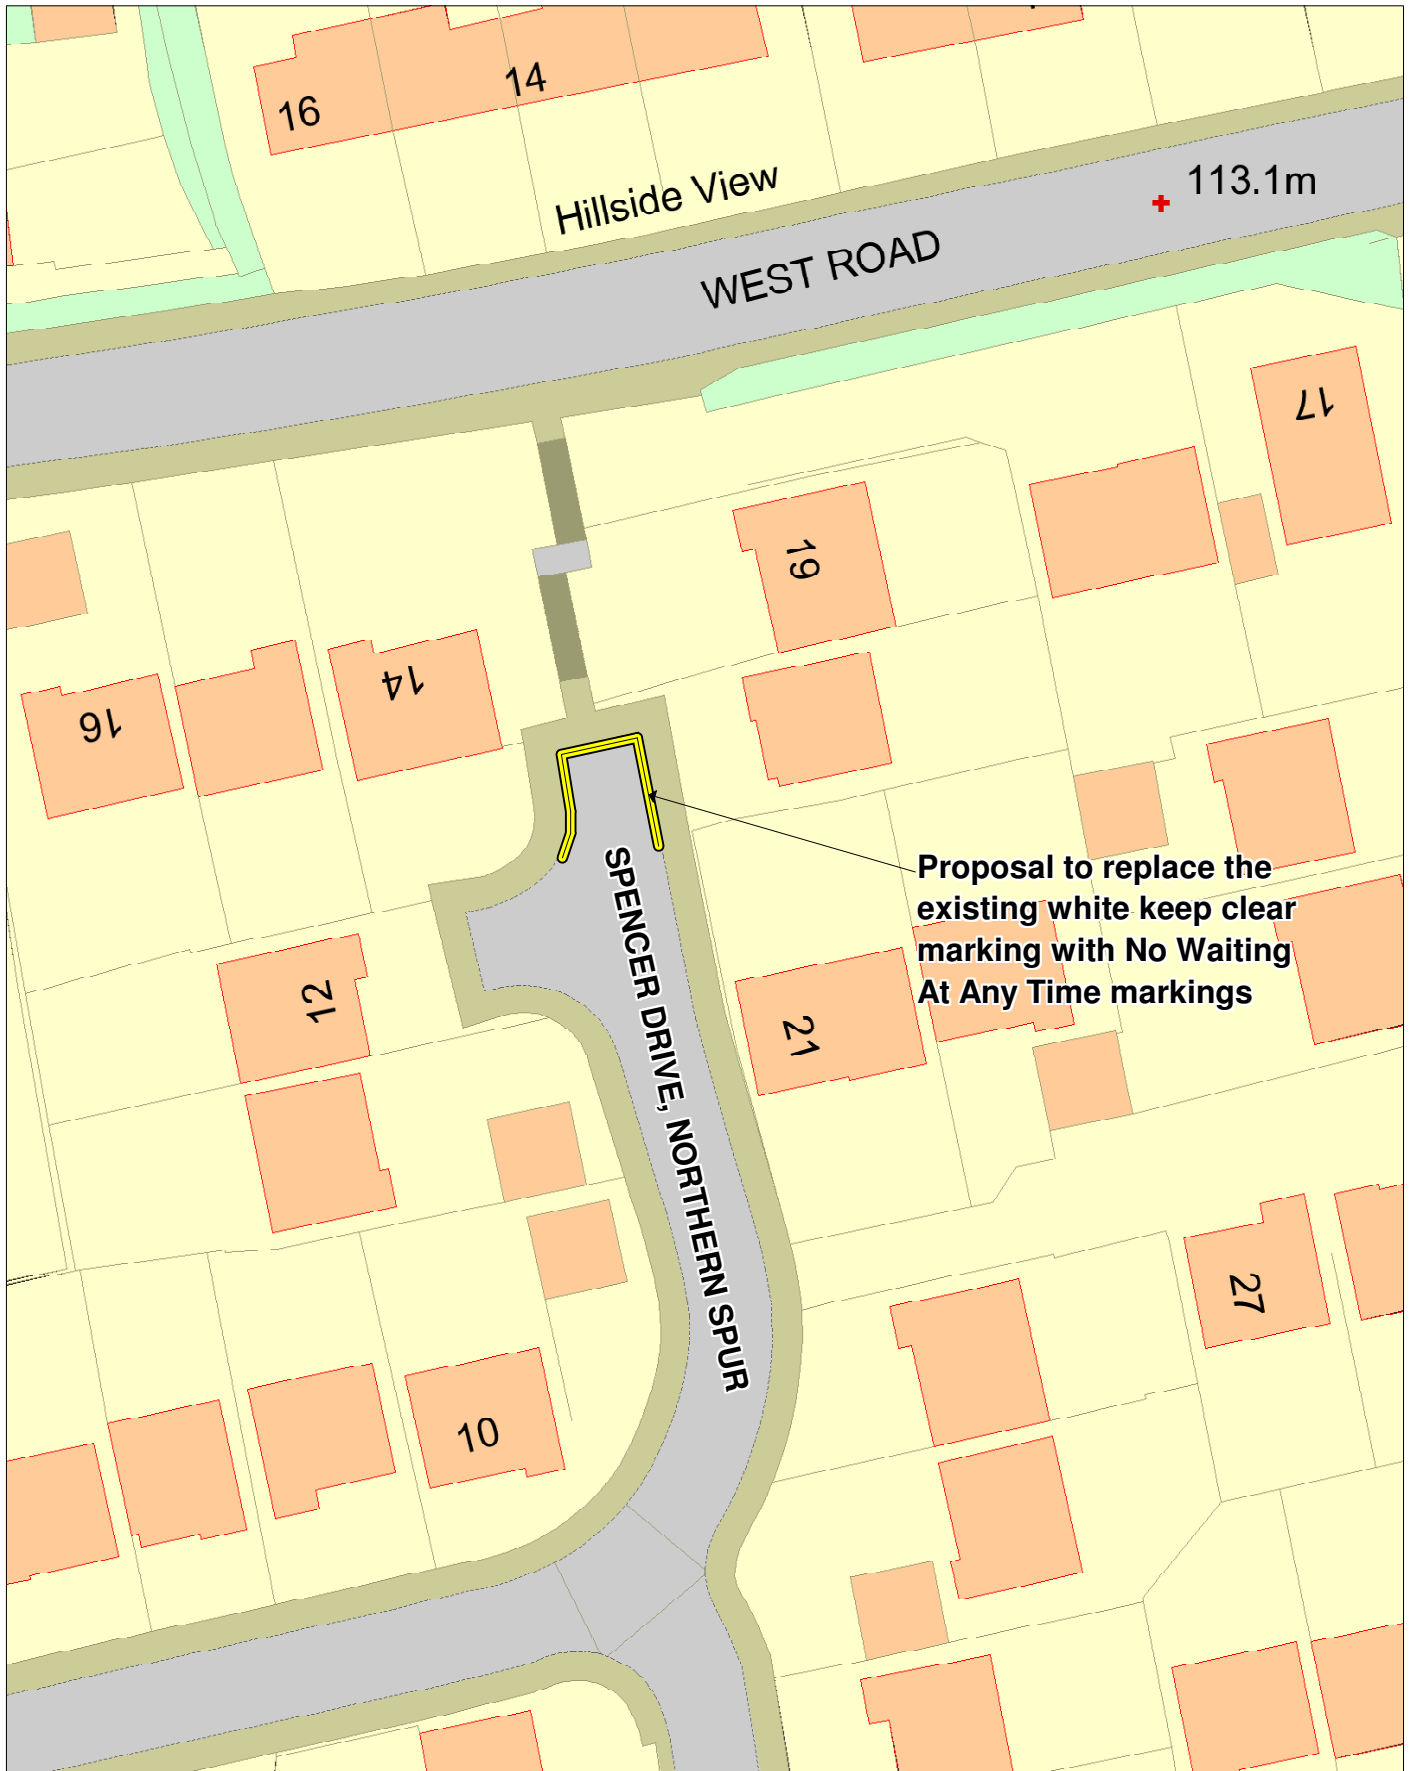 16
14
Hillside View
113.1m
WEST ROAD
17
19
14
16
Proposal to replace the
existing white keep clear
marking with No Waiting
At Any Time markings
SPENCER DRIVE, NORTHERN SPUR
12
21
27
10